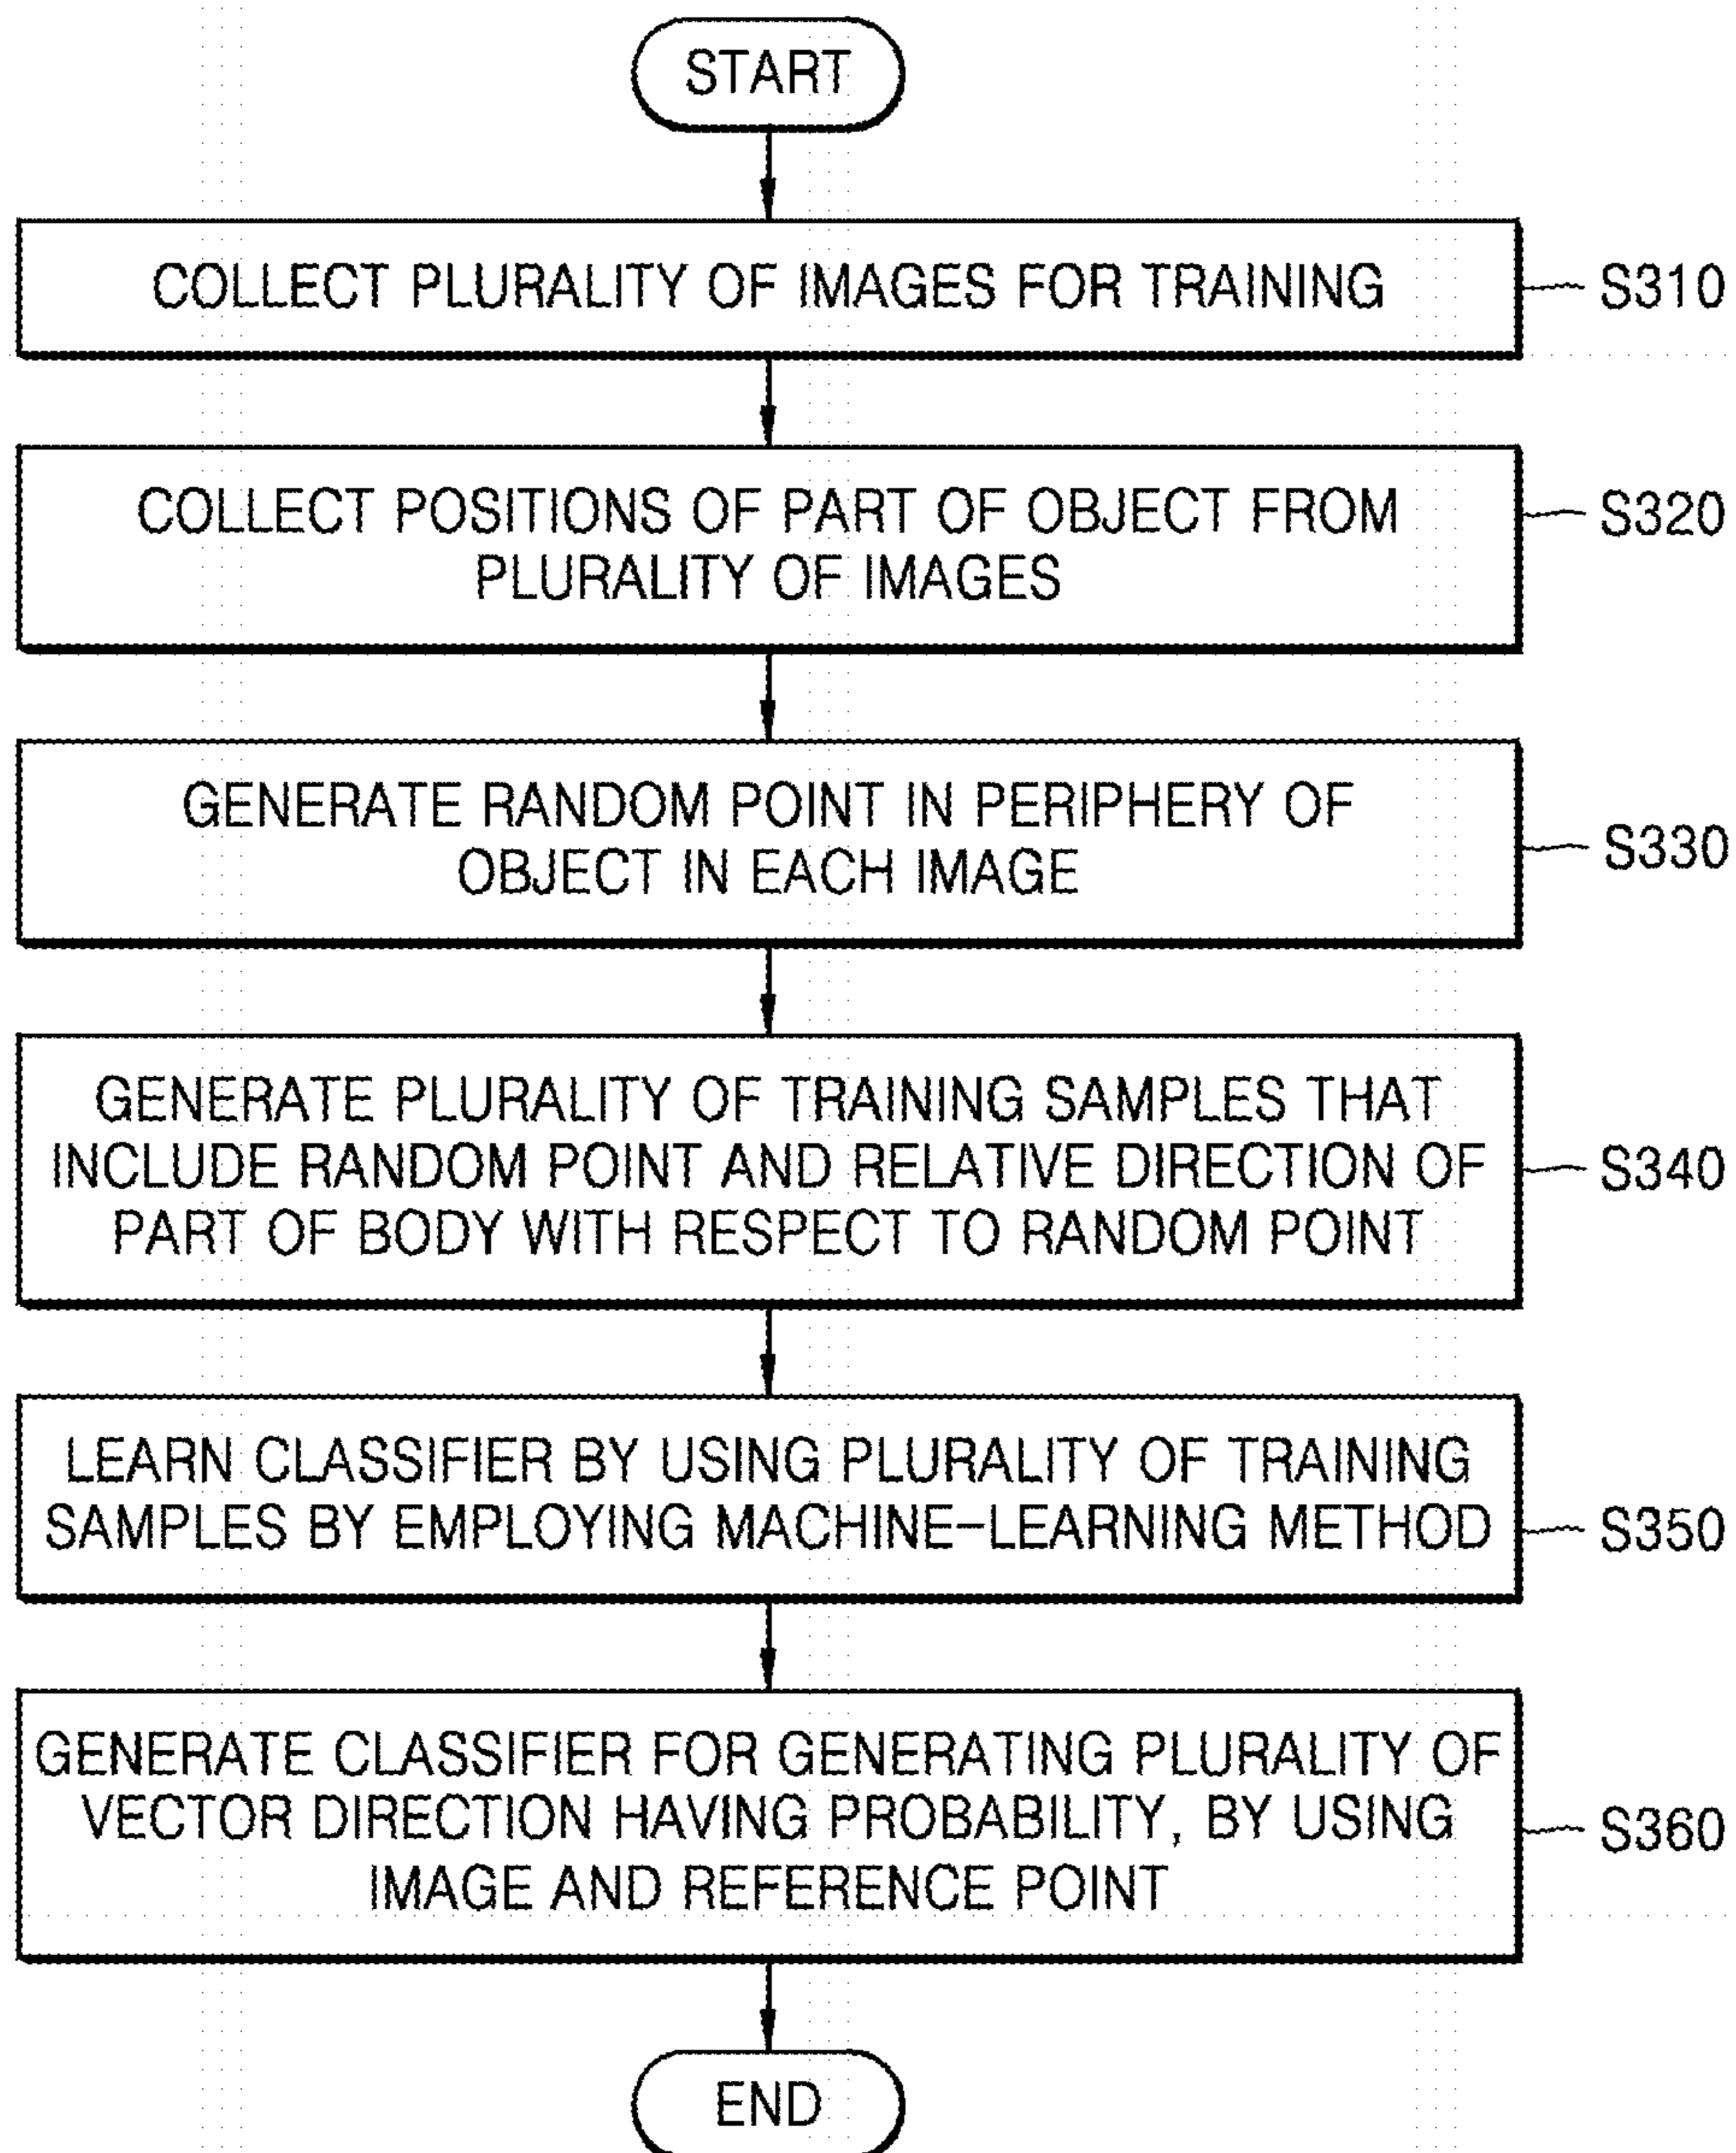 START
COLLECT PLURALITY OF IMAGES FOR TRAINING
S310
COLLECT POSITIONS OF PART OF OBJECT FROM
PLURALITY OF IMAGES
S320
GENERATE RANDOM POINT IN PERIPHERY OF
OBJECT IN EACH IMAGE
S330
GENERATE PLURALITY OF TRAINING SAMPLES THAT
INCLUDE RANDOM POINT AND RELATIVE DIRECTION OF
PART OF BODY WITH RESPECT TO RANDOM POINT
S340
LEARN CLASSIFIER BY USING PLURALITY OF TRAINING
SAMPLES BY EMPLOYING MACHINE-LEARNING METHOD
S350
GENERATE CLASSIFIER FOR GENERATING PLURALITY OF
VECTOR DIRECTION HAVING PROBABILITY, BY USING
IMAGE AND REFERENCE POINT
S360
END